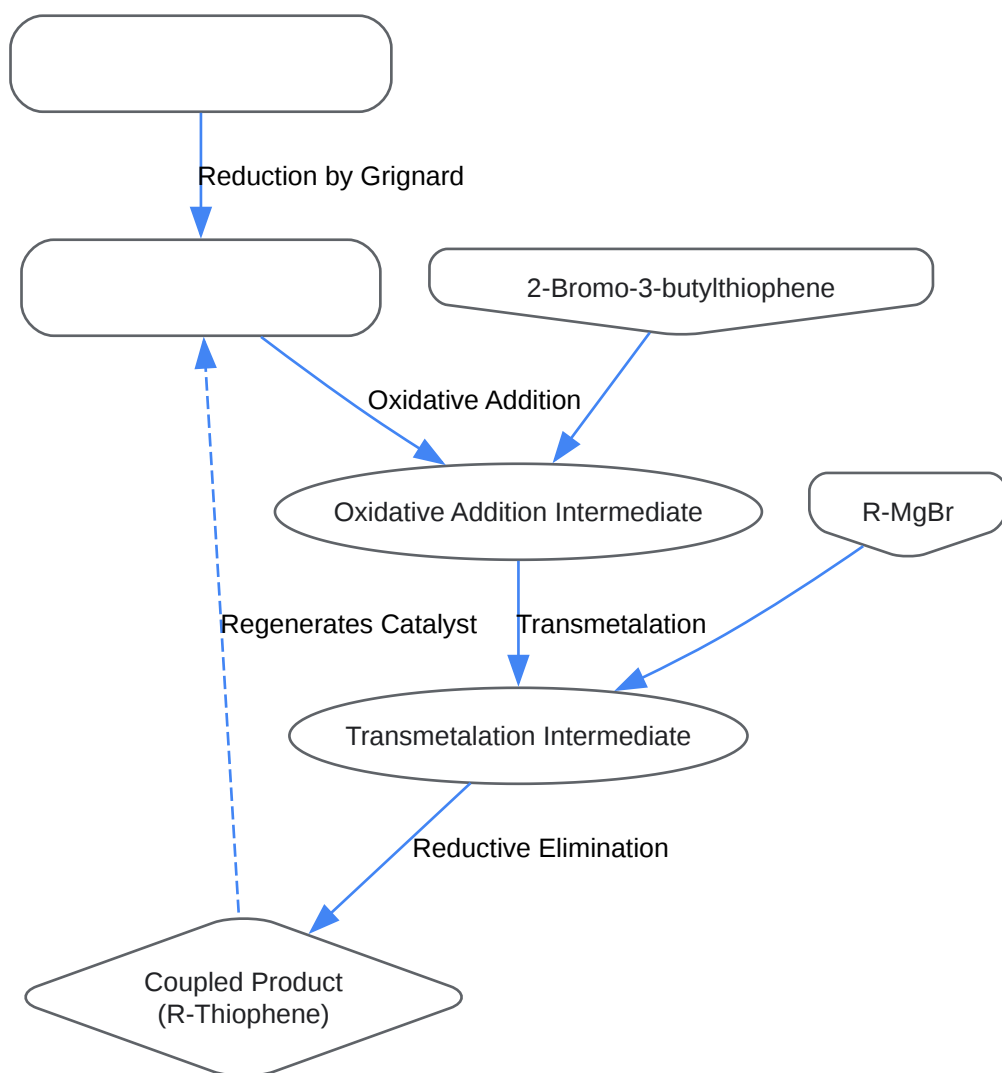 Reduction by Grignard
2-Bromo-3-butylthiophene
Oxidative Addition
Oxidative Addition Intermediate
R-MgBr
Regenerates Catalyst
Transmetalation
Transmetalation Intermediate
Reductive Elimination
Coupled Product
(R-Thiophene)